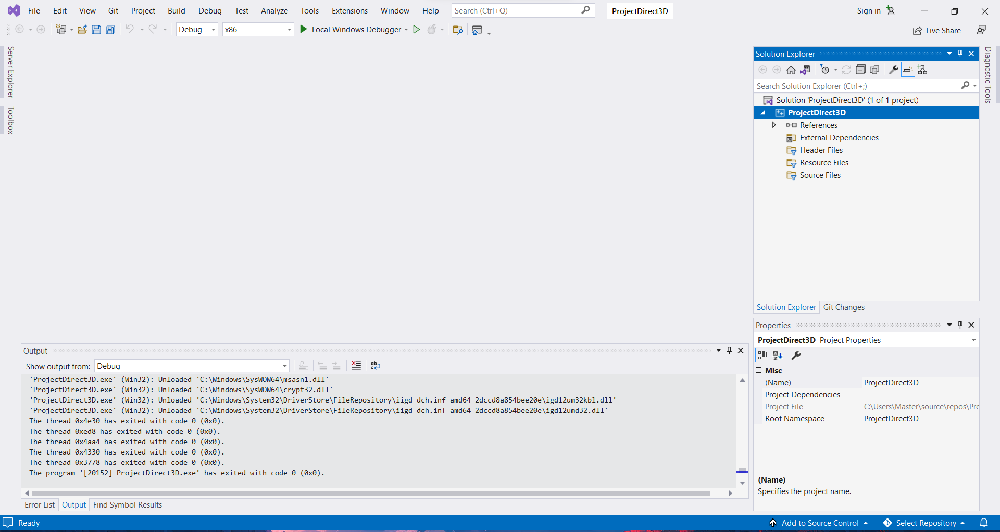 File Edit View Git Project Build Debug Test Analyze Tools Extensions Window Help Search (Ctrl+Q) ProjectDirect3D Sign in
Debug x86 Local Windows Debugger Live Share
Server Explorer
Toolbox
Solution Explorer
Search Solution Explorer (Ctrl+;)
Solution 'ProjectDirect3D' (1 of 1 project)
ProjectDirect3D
References
External Dependencies
Header Files
Resource Files
Source Files
Solution Explorer Git Changes
Diagnostic Tools
Properties
ProjectDirect3D Project Properties
Misc
(Name) ProjectDirect3D
Project Dependencies
Project File C:\Users\Master\source\repos\Prc
Root Namespace ProjectDirect3D
(Name)
Specifies the project name.
Output
Show output from: Debug
'ProjectDirect3D.exe' (Win32): Unloaded 'C:\Windows\SysWOW64\msasn1.dll'
'ProjectDirect3D.exe' (Win32): Unloaded 'C:\Windows\SysWOW64\crypt32.dll'
'ProjectDirect3D.exe' (Win32): Unloaded 'C:\Windows\System32\DriverStore\FileRepository\iigd_dch.inf_amd64_2dccd8a854bee20e\igd12um32kbl.dll'
'ProjectDirect3D.exe' (Win32): Unloaded 'C:\Windows\System32\DriverStore\FileRepository\iigd_dch.inf_amd64_2dccd8a854bee20e\igd12umd32.dll'
The thread 0x4e30 has exited with code 0 (0x0).
The thread 0xed8 has exited with code 0 (0x0).
The thread 0x4aa4 has exited with code 0 (0x0).
The thread 0x4330 has exited with code 0 (0x0).
The thread 0x3778 has exited with code 0 (0x0).
The program '[20152] ProjectDirect3D.exe' has exited with code 0 (0x0).
Error List Output Find Symbol Results
Ready Add to Source Control Select Repository